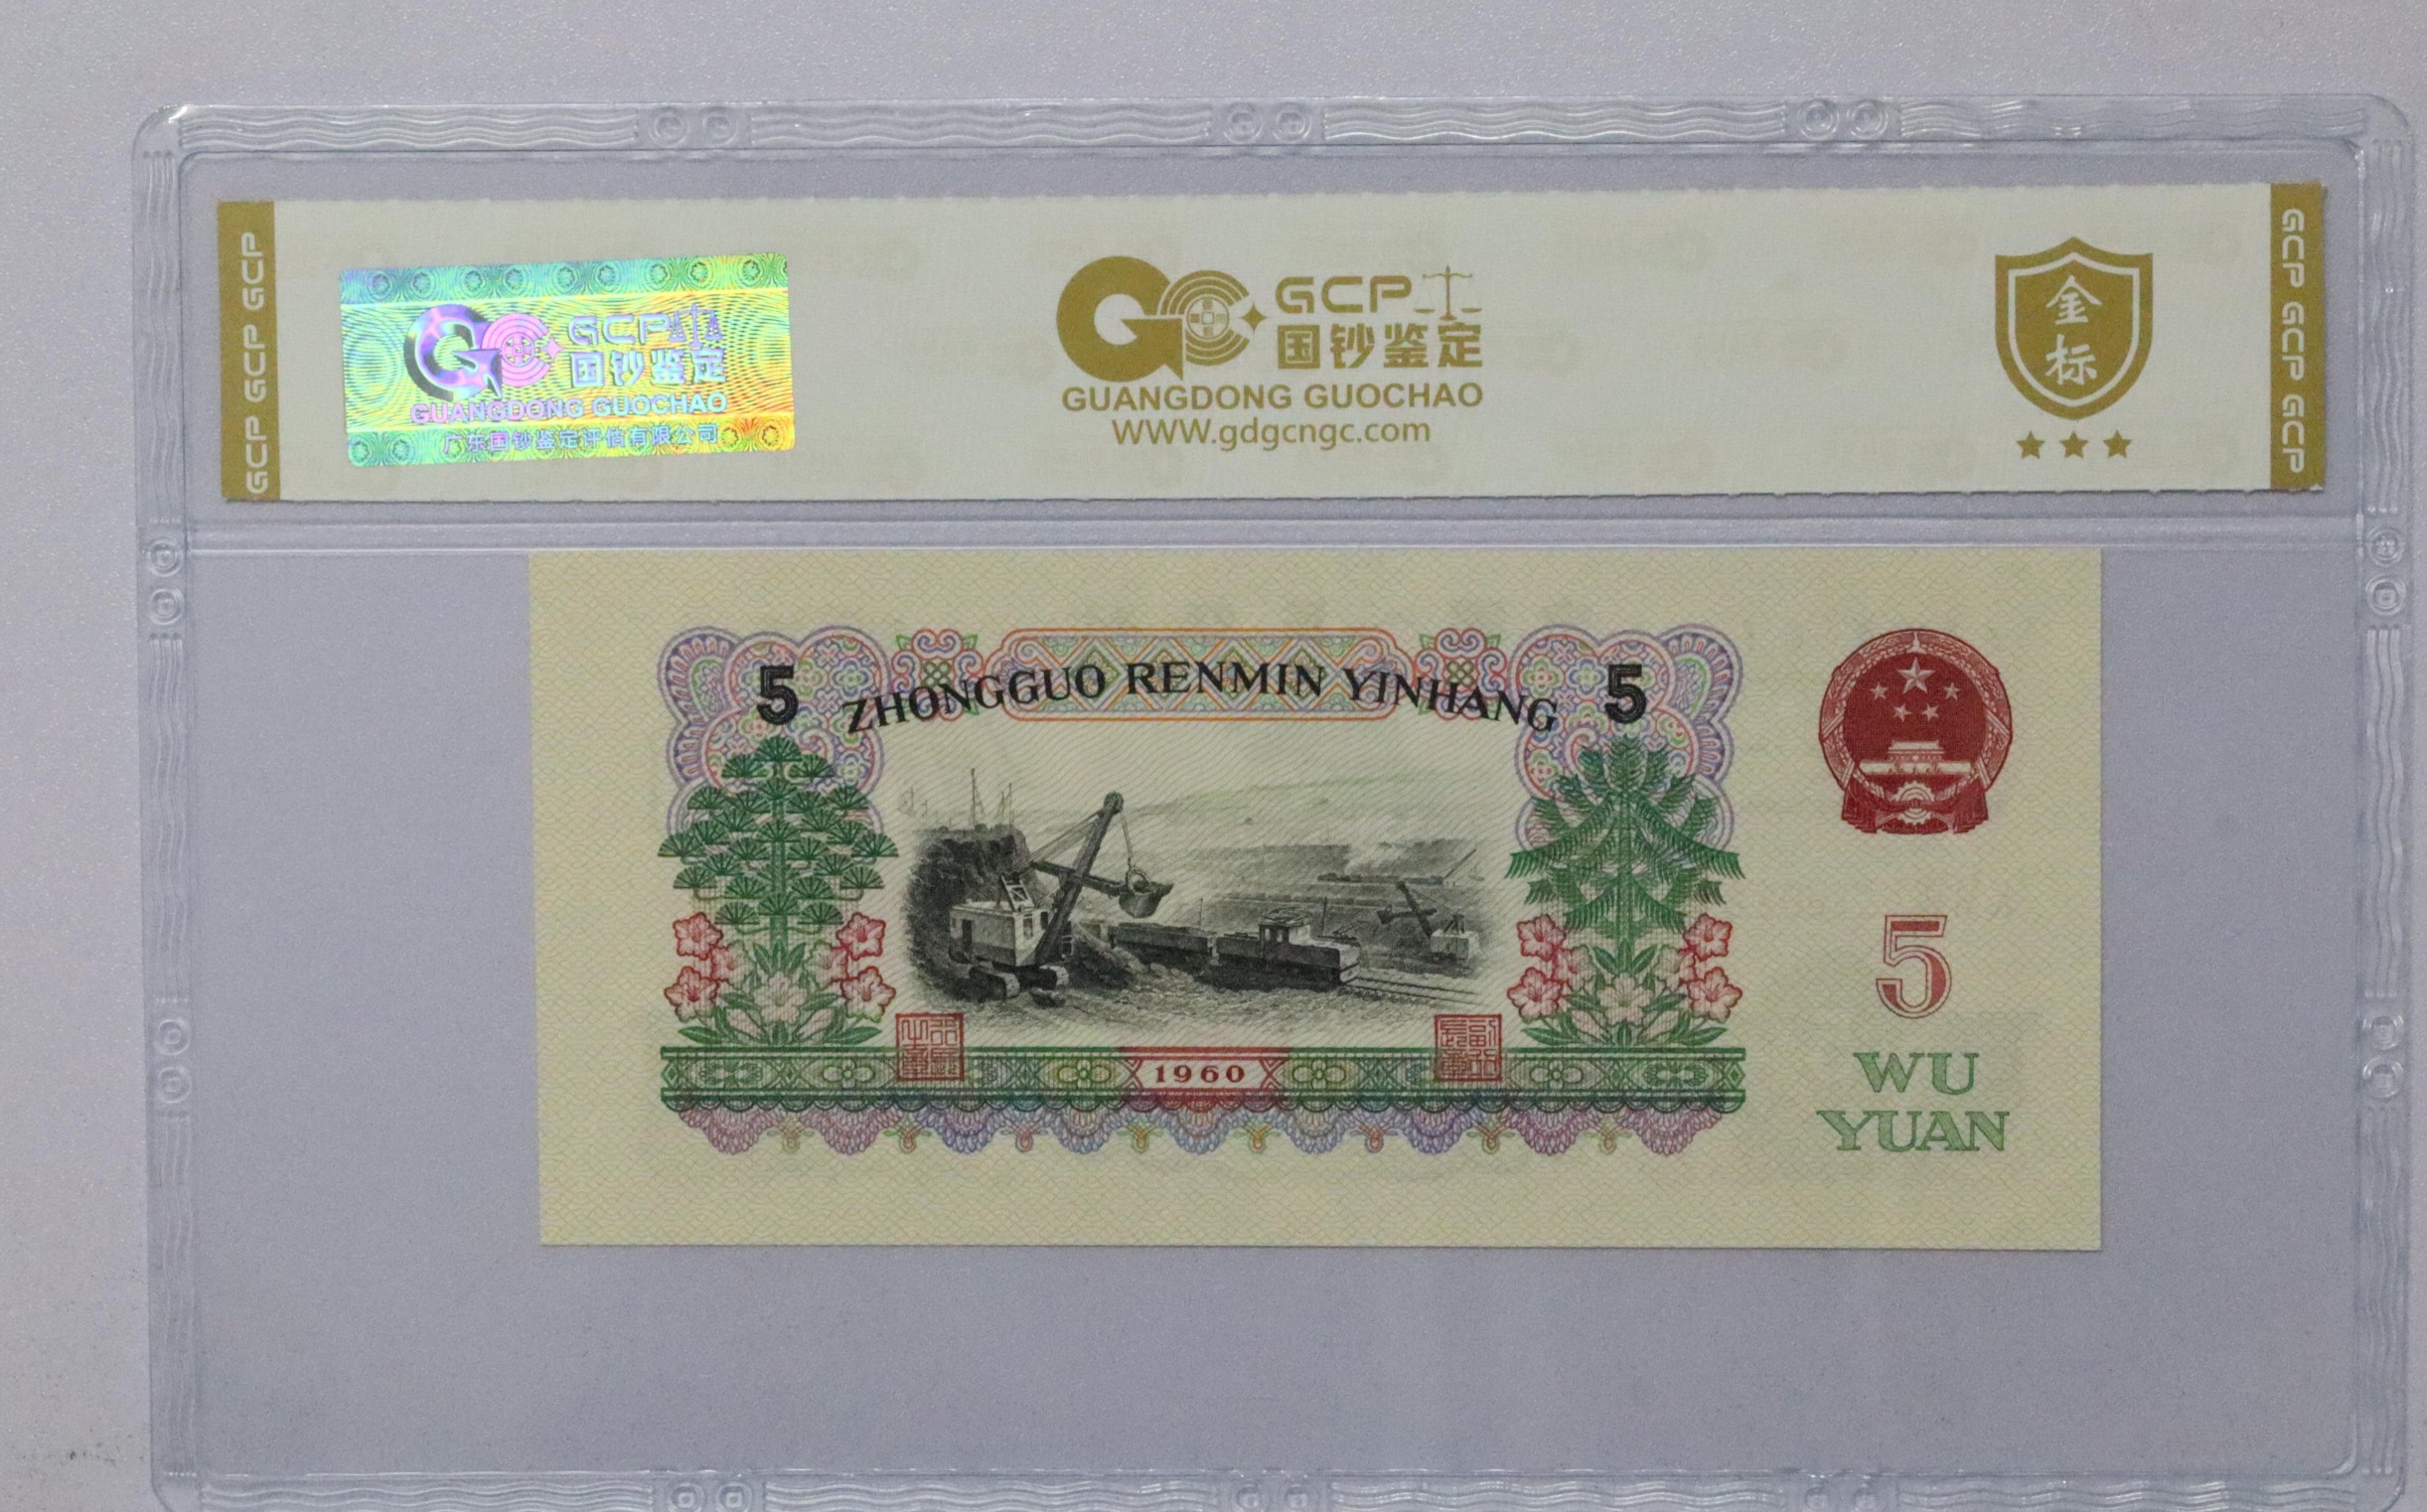 GCP GCP GCP
GCP
国钞鉴定
GUANGDONG GUOCHAO
广东国钞鉴定评估有限公司
GCP
国钞鉴定
GUANGDONG GUOCHAO
www.gdgcngc.com
金
标
GCP GCP GCP
5 ZHONGGUO RENMIN YINHANG 5
5
WU
YUAN
1960